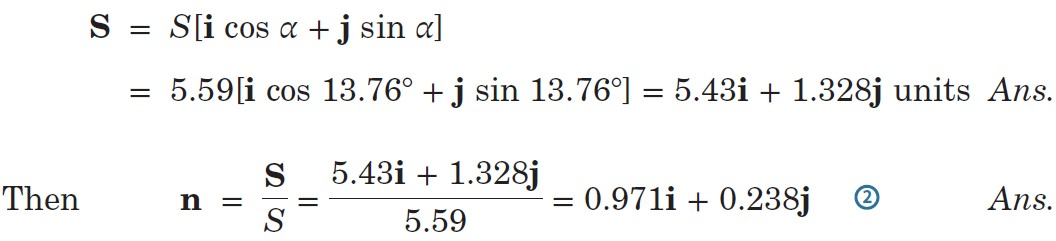 S = S[i cos α + j sin α]
= 5.59[i cos 13.76° + j sin 13.76°] = 5.43i + 1.328j units Ans.
Then n = S/S = (5.43i + 1.328j)/5.59 = 0.971i + 0.238j ② Ans.